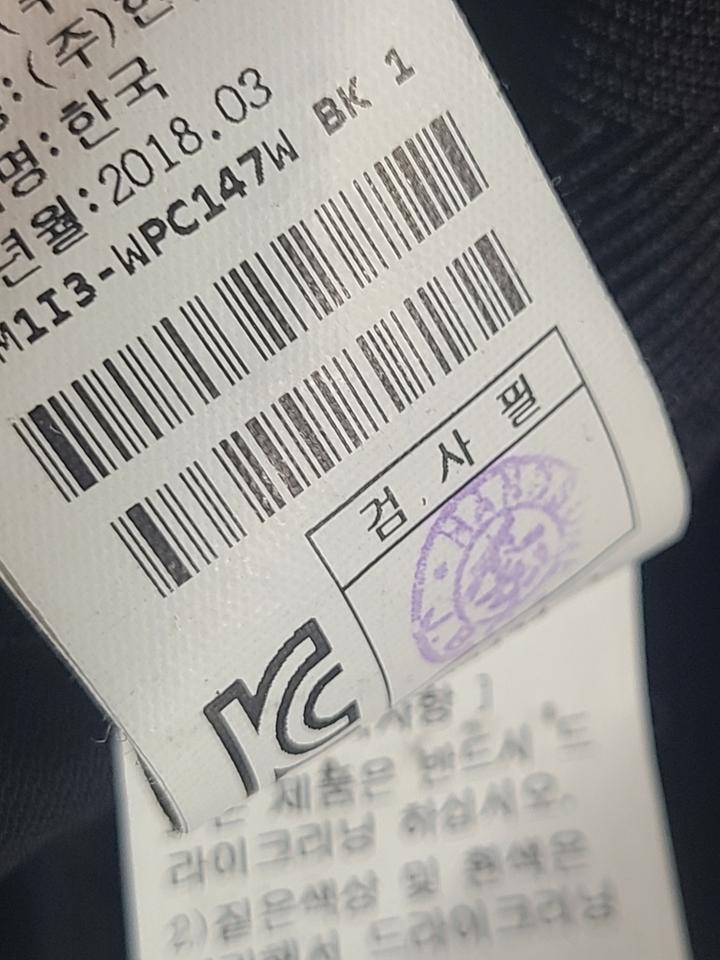 :(주)한
명:한국
년월:2018.03
M1I3-WPC147W BK 1
검 사 필
제품은 반드시 드
라이크리닝 하십시오.
2)짙은색상 및 흰색은
드라이크리닝